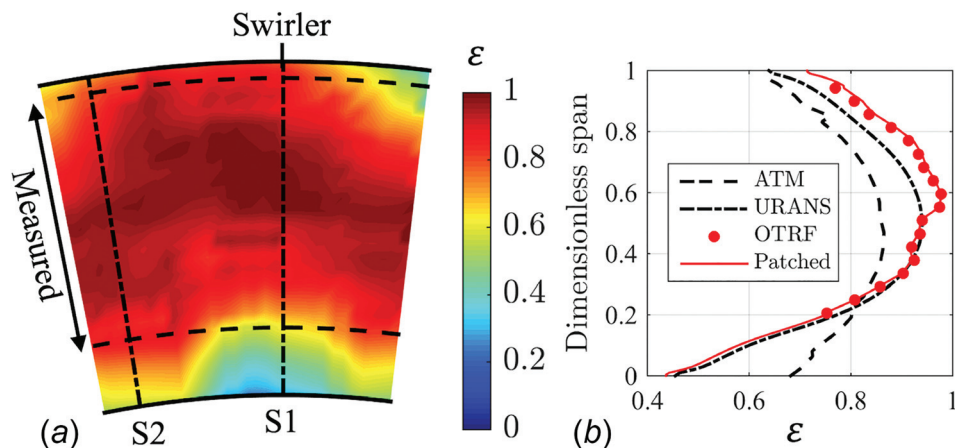 Swirler
ε
1
0.8
0.6
0.4
0.2
0
Measured
(a)
S2
S1
Dimensionless span
1
0.8
0.6
0.4
0.2
0
ATM
URANS
OTRF
Patched
0.4
0.6
0.8
1
(b)
ε